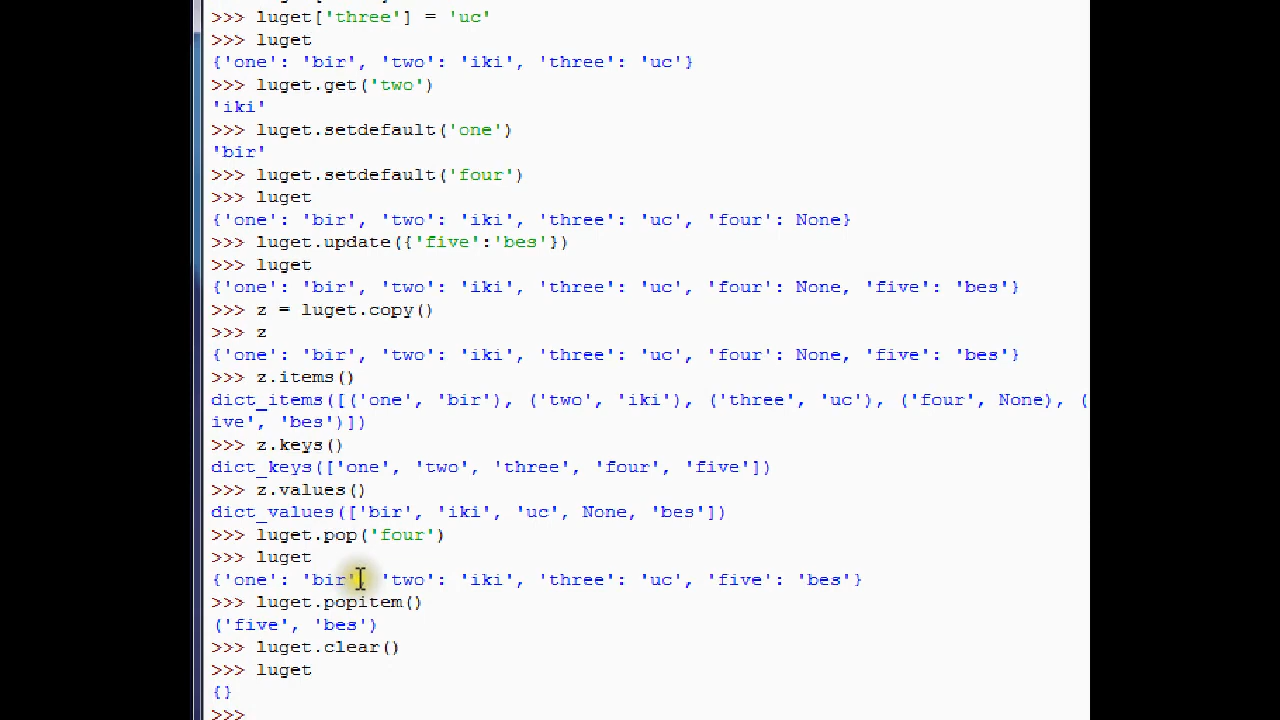 >>> luget['three'] = 'uc'
>>> luget
{'one': 'bir', 'two': 'iki', 'three': 'uc'}
>>> luget.get('two')
'iki'
>>> luget.setdefault('one')
'bir'
>>> luget.setdefault('four')
>>> luget
{'one': 'bir', 'two': 'iki', 'three': 'uc', 'four': None}
>>> luget.update({'five':'bes'})
>>> luget
{'one': 'bir', 'two': 'iki', 'three': 'uc', 'four': None, 'five': 'bes'}
>>> z = luget.copy()
>>> z
{'one': 'bir', 'two': 'iki', 'three': 'uc', 'four': None, 'five': 'bes'}
>>> z.items()
dict_items([('one', 'bir'), ('two', 'iki'), ('three', 'uc'), ('four', None), (
ive', 'bes')])
>>> z.keys()
dict_keys(['one', 'two', 'three', 'four', 'five'])
>>> z.values()
dict_values(['bir', 'iki', 'uc', None, 'bes'])
>>> luget.pop('four')
>>> luget
{'one': 'bir', 'two': 'iki', 'three': 'uc', 'five': 'bes'}
>>> luget.popitem()
('five', 'bes')
>>> luget.clear()
>>> luget
{}
>>>